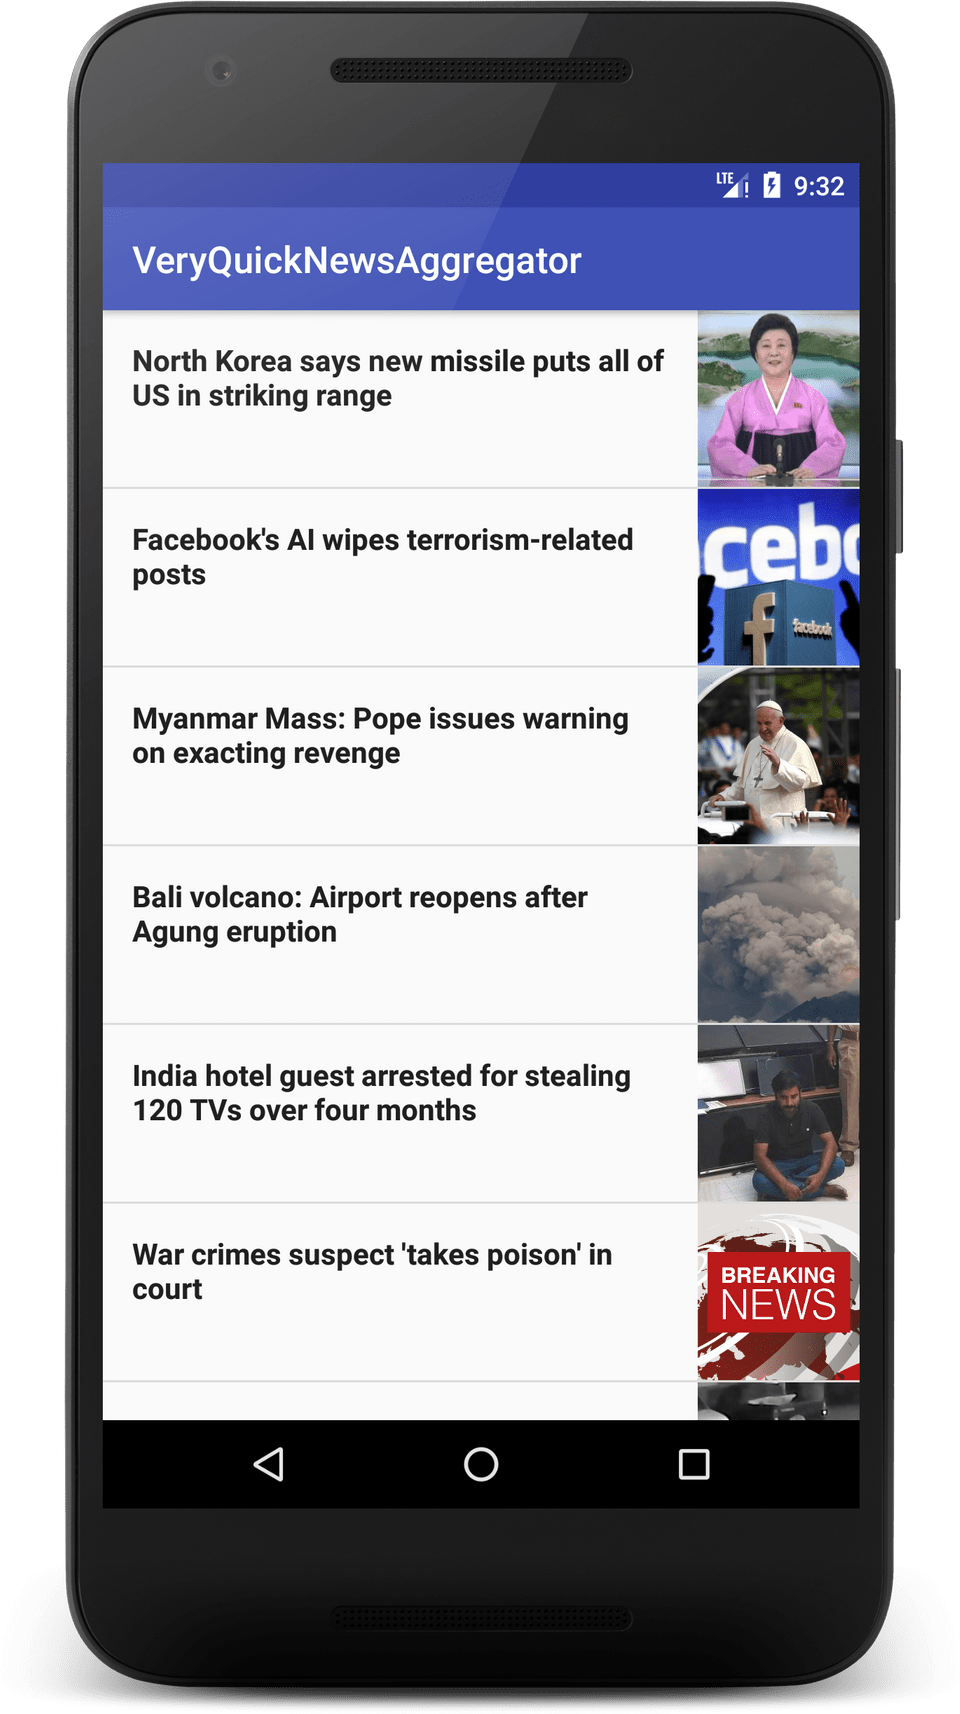 LTE 9:32
VeryQuickNewsAggregator
North Korea says new missile puts all of
US in striking range
Facebook's AI wipes terrorism-related
posts
cebo
f facebook
Myanmar Mass: Pope issues warning
on exacting revenge
Bali volcano: Airport reopens after
Agung eruption
India hotel guest arrested for stealing
120 TVs over four months
War crimes suspect 'takes poison' in
court
BREAKING
NEWS